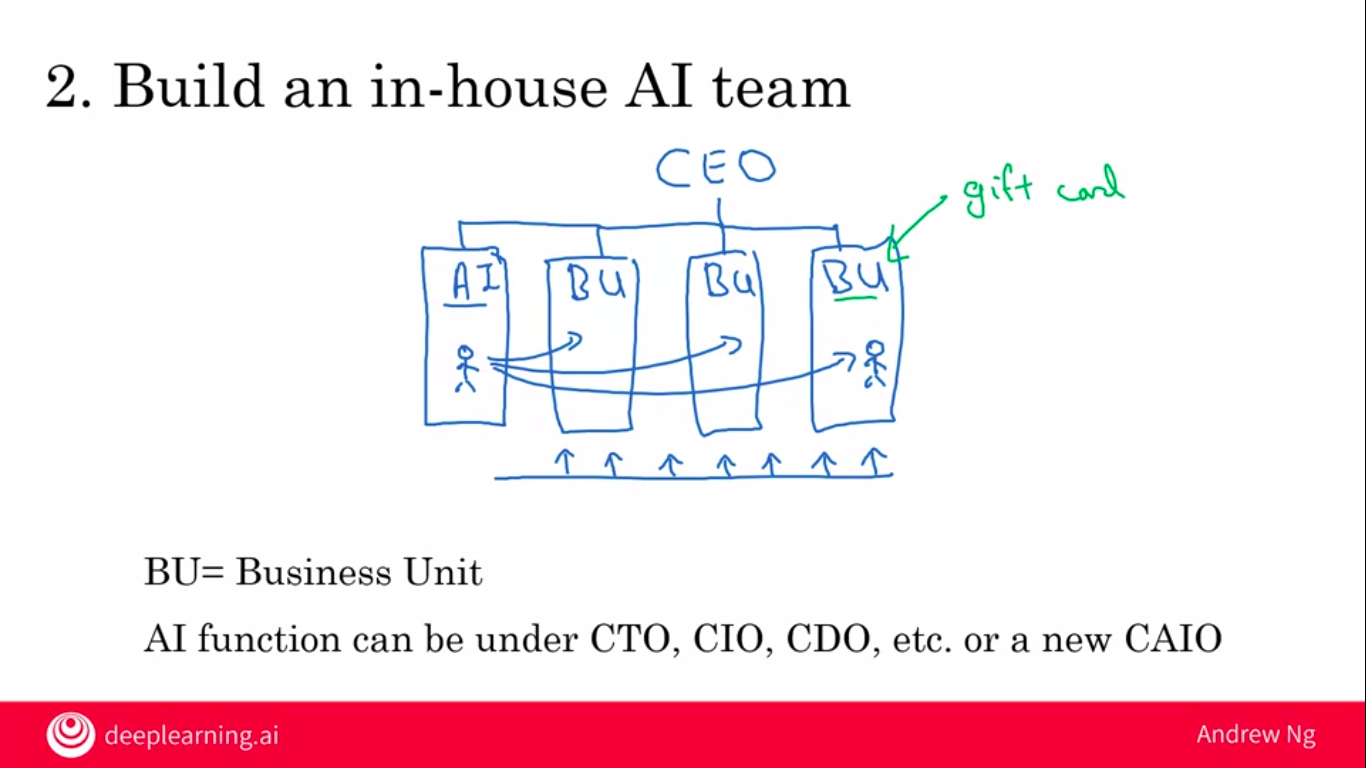 2. Build an in-house AI team
CEO
gift card
AI BU BU BU
BU= Business Unit
AI function can be under CTO, CIO, CDO, etc. or a new CAIO
deeplearning.ai
Andrew Ng